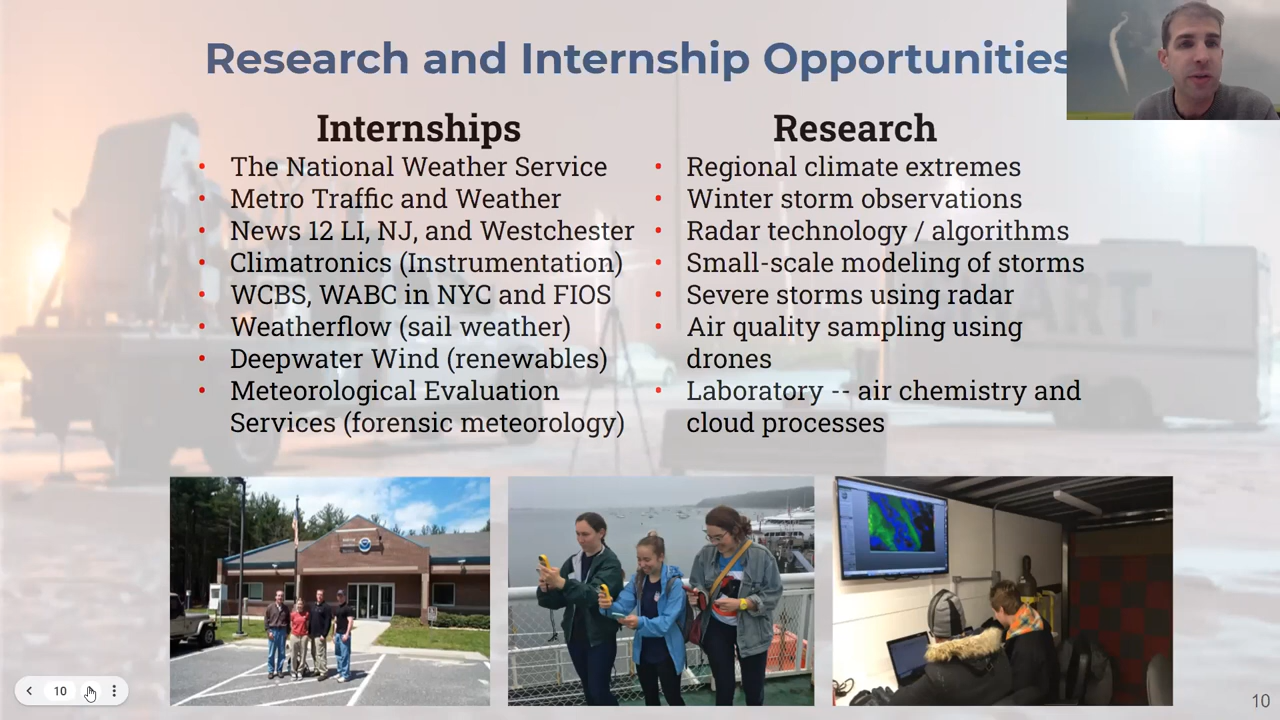 Research and Internship Opportunities
Internships
• The National Weather Service
• Metro Traffic and Weather
• News 12 LI, NJ, and Westchester
• Climatronics (Instrumentation)
• WCBS, WABC in NYC and FIOS
• Weatherflow (sail weather)
• Deepwater Wind (renewables)
• Meteorological Evaluation
Services (forensic meteorology)
Research
• Regional climate extremes
• Winter storm observations
• Radar technology / algorithms
• Small-scale modeling of storms
• Severe storms using radar
• Air quality sampling using
drones
• Laboratory -- air chemistry and
cloud processes
10
10